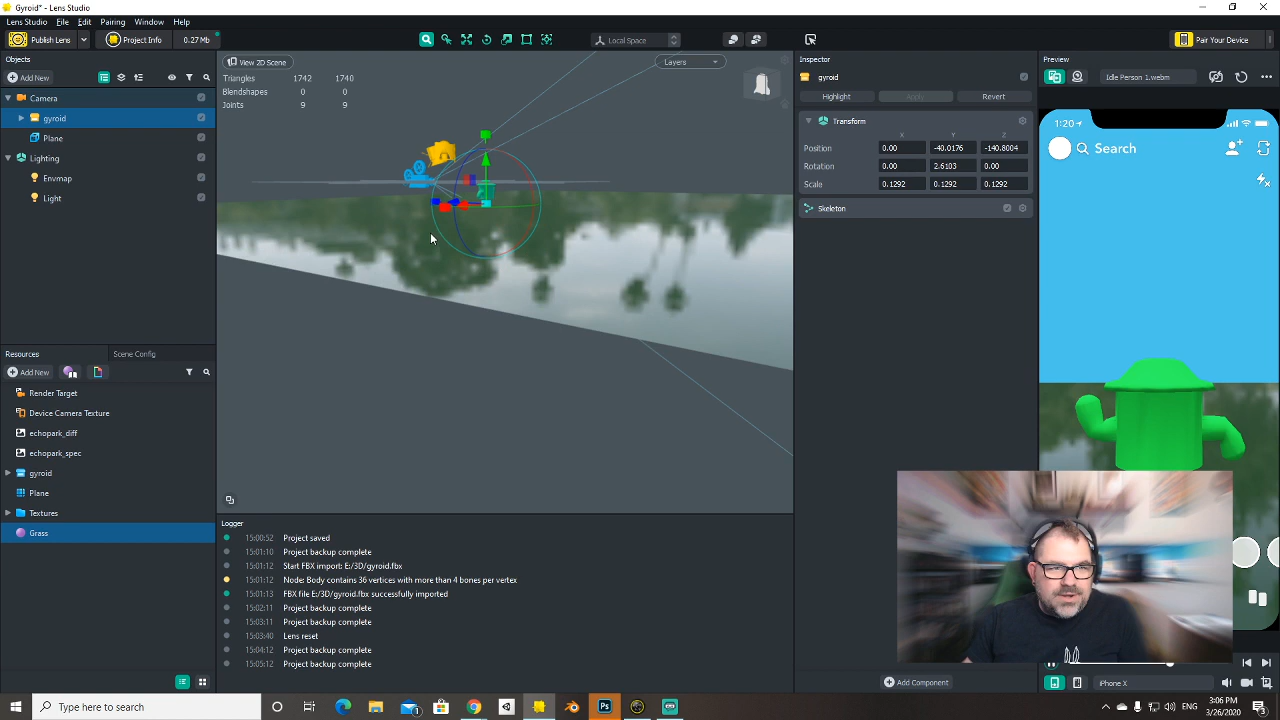 Gyroid* - Lens Studio
Lens Studio File Edit Pairing Window Help
Publish Lens Project Info 0.27 Mb Local Space Pair Your Device
Objects
Add New
Camera
gyroid
Plane
Lighting
Envmap
Light
Resources Scene Config
Add New
Render Target
Device Camera Texture
echopark_diff
echopark_spec
gyroid
Plane
Textures
Grass
View 2D Scene Layers
Triangles 1742 1740
Blendshapes 0 0
Joints 9 9
Logger
15:00:52 Project saved
15:01:10 Project backup complete
15:01:12 Start FBX import: E:/3D/gyroid.fbx
15:01:12 Node: Body contains 36 vertices with more than 4 bones per vertex
15:01:13 FBX file E:/3D/gyroid.fbx successfully imported
15:02:11 Project backup complete
15:03:11 Project backup complete
15:03:40 Lens reset
15:04:12 Project backup complete
15:05:12 Project backup complete
Inspector
gyroid
Highlight Apply Revert
Transform
X Y Z
Position 0.00 -40.0176 -140.8004
Rotation 0.00 2.6103 0.00
Scale 0.1292 0.1292 0.1292
Skeleton
Add Component
Preview
Idle Person 1.webm
1:20
Search
iPhone X
Type here to search
Ps
1
ENG
3:06 PM
3/26/2020